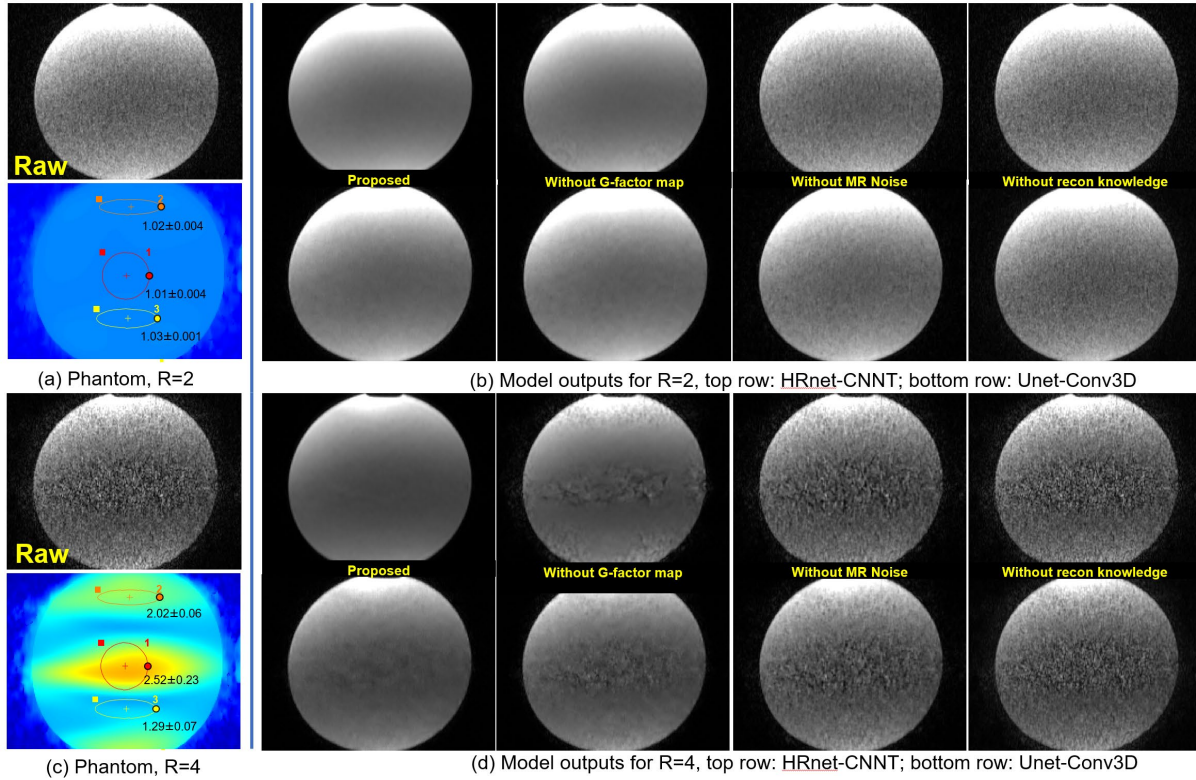 Raw
2
1.02±0.004
1
1.01±0.004
3
1.03±0.001
(a) Phantom, R=2
Proposed
Without G-factor map
Without MR Noise
Without recon knowledge
(b) Model outputs for R=2, top row: HRnet-CNNT; bottom row: Unet-Conv3D
Raw
2
2.02±0.06
1
2.52±0.23
3
1.29±0.07
(c) Phantom, R=4
Proposed
Without G-factor map
Without MR Noise
Without recon knowledge
(d) Model outputs for R=4, top row: HRnet-CNNT; bottom row: Unet-Conv3D